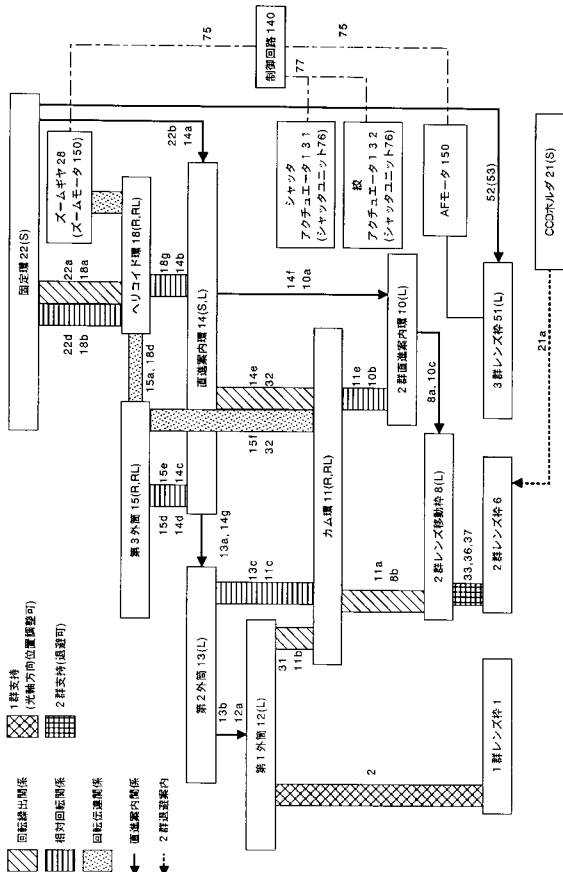 回転繰出関係
相対回転関係
回転伝達関係
直進案内関係
2群退避案内
1群支持
(光軸方向位置調整可)
2群支持(退避可)
固定環 22(S)
22d
18b
22a
18a
ズームギヤ 28
(ズームモータ 150)
75
22b
14a
制御回路 140
77
75
ヘリコイド環 18(R,RL)
15a, 18d
18g
14b
シャッタ
アクチュエータ 1 3 1
(シャッタユニット76)
絞
アクチュエータ 1 3 2
(シャッタユニット76)
第3外筒 15(R,RL)
15d
14d
15e
14c
直進案内環 14(S,L)
14f
10a
AFモータ 150
52(53)
13a, 14g
15f
32
14e
32
第2外筒 13(L)
13c
11c
カム環 11(R,RL)
11e
10b
2群直進案内環 10(L)
8a, 10c
13b
12a
第1外筒 12(L)
31
11b
11a
8b
2群レンズ移動枠 8(L)
33,36,37
21a
2
1群レンズ枠 1
2群レンズ枠 6
3群レンズ枠 51(L)
CCDホルダ 21(S)